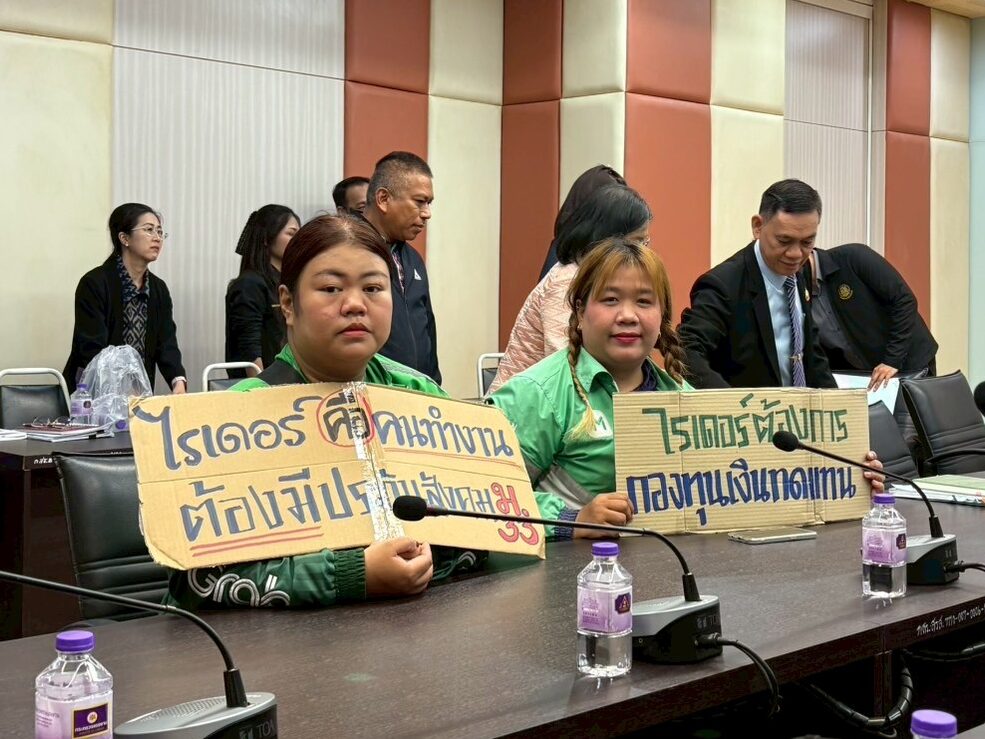 ไรเดอร์ คือ คนทำงาน
ต้องมีประกันสังคม ม.33
ไรเดอร์ต้องการ
กองทุนเงินทดแทน
Grab
TOA